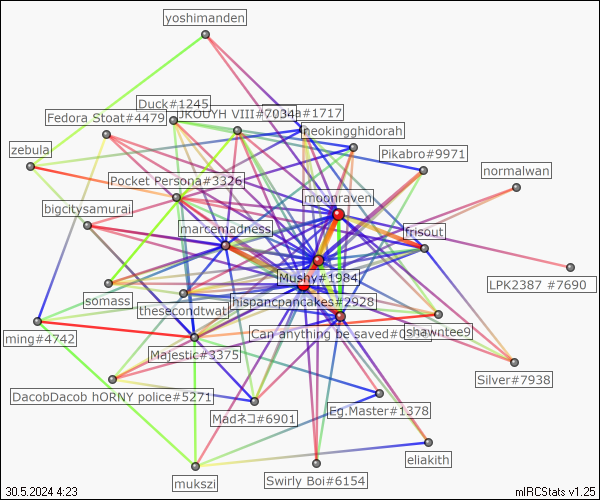 yoshimanden
Duck#1245
Fedora Stoat#4479
JKOUYH VIII#7034
a#1717
neokingghidorah
zebula
Pikabro#9971
Pocket Persona#3326
normalwan
moonraven
bigcitysamurai
marcemadness
frisout
Mushy#1984
LPK2387 #7690
sonass
thesecondtwat
hispancpancakes#2928
Can anything be saved#0
shawntee9
ming#4742
Majestic#3375
Silver#7938
DacobDacob hORNY police#5271
Madネコ#6901
Eg.Master#1378
eliakith
mukszi
Swirly Boi#6154
30.5.2024 4:23
mIRCStats v1.25